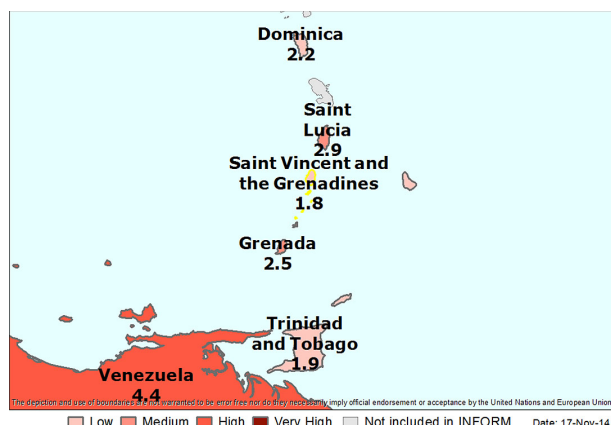 Dominica
2.2
Saint
Lucia
2.9
Saint Vincent and
the Grenadines
1.8
Grenada
2.5
Trinidad
and Tobago
1.9
Venezuela
4.4
The depiction and use of boundaries are not warranted to be error free nor do they necessarily imply official endorsement or acceptance by the United Nations and European Union
Low Medium High Very High Not included in INFORM Date: 17-Nov-14